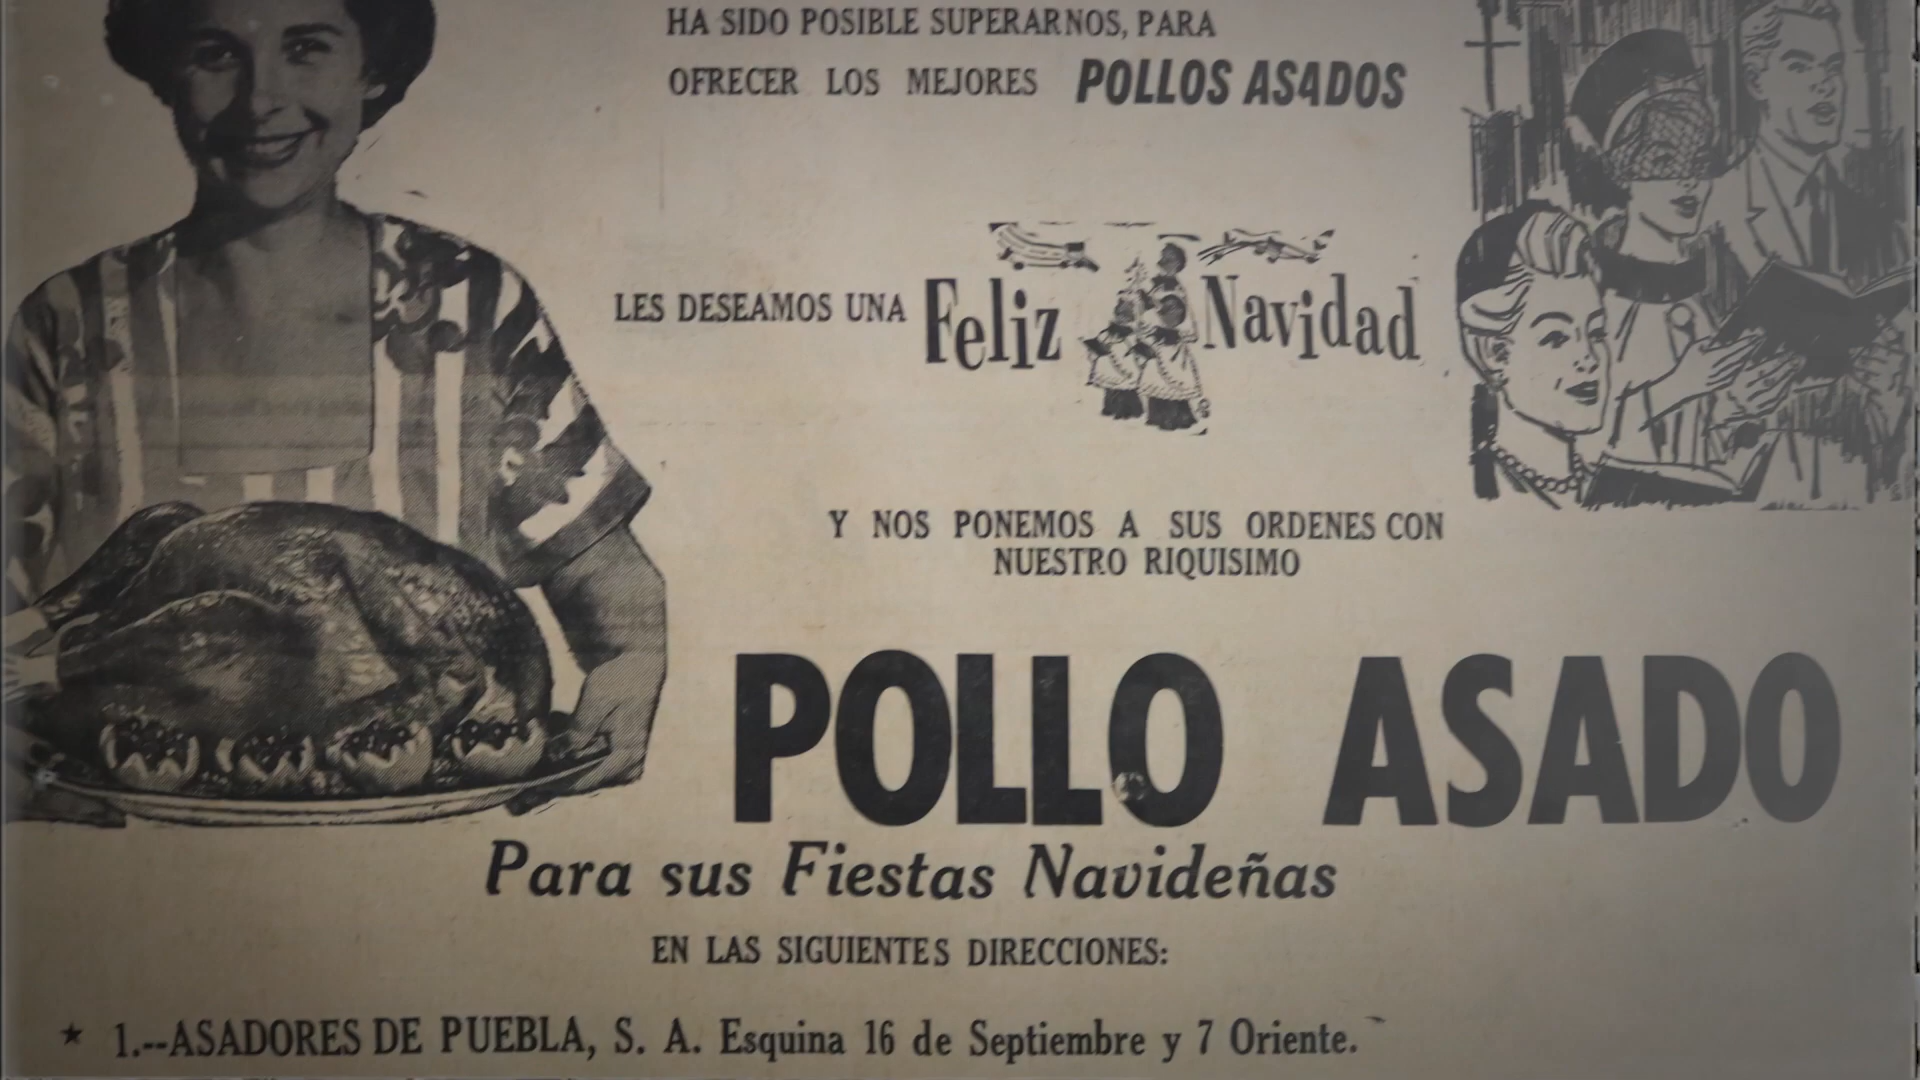 HA SIDO POSIBLE SUPERARNOS, PARA
OFRECER LOS MEJORES POLLOS ASADOS
LES DESEAMOS UNA Feliz Navidad
Y NOS PONEMOS A SUS ORDENES CON
NUESTRO RIQUISIMO
POLLO ASADO
Para sus Fiestas Navideñas
EN LAS SIGUIENTES DIRECCIONES:
★ 1.--ASADORES DE PUEBLA, S. A. Esquina 16 de Septiembre y 7 Oriente.